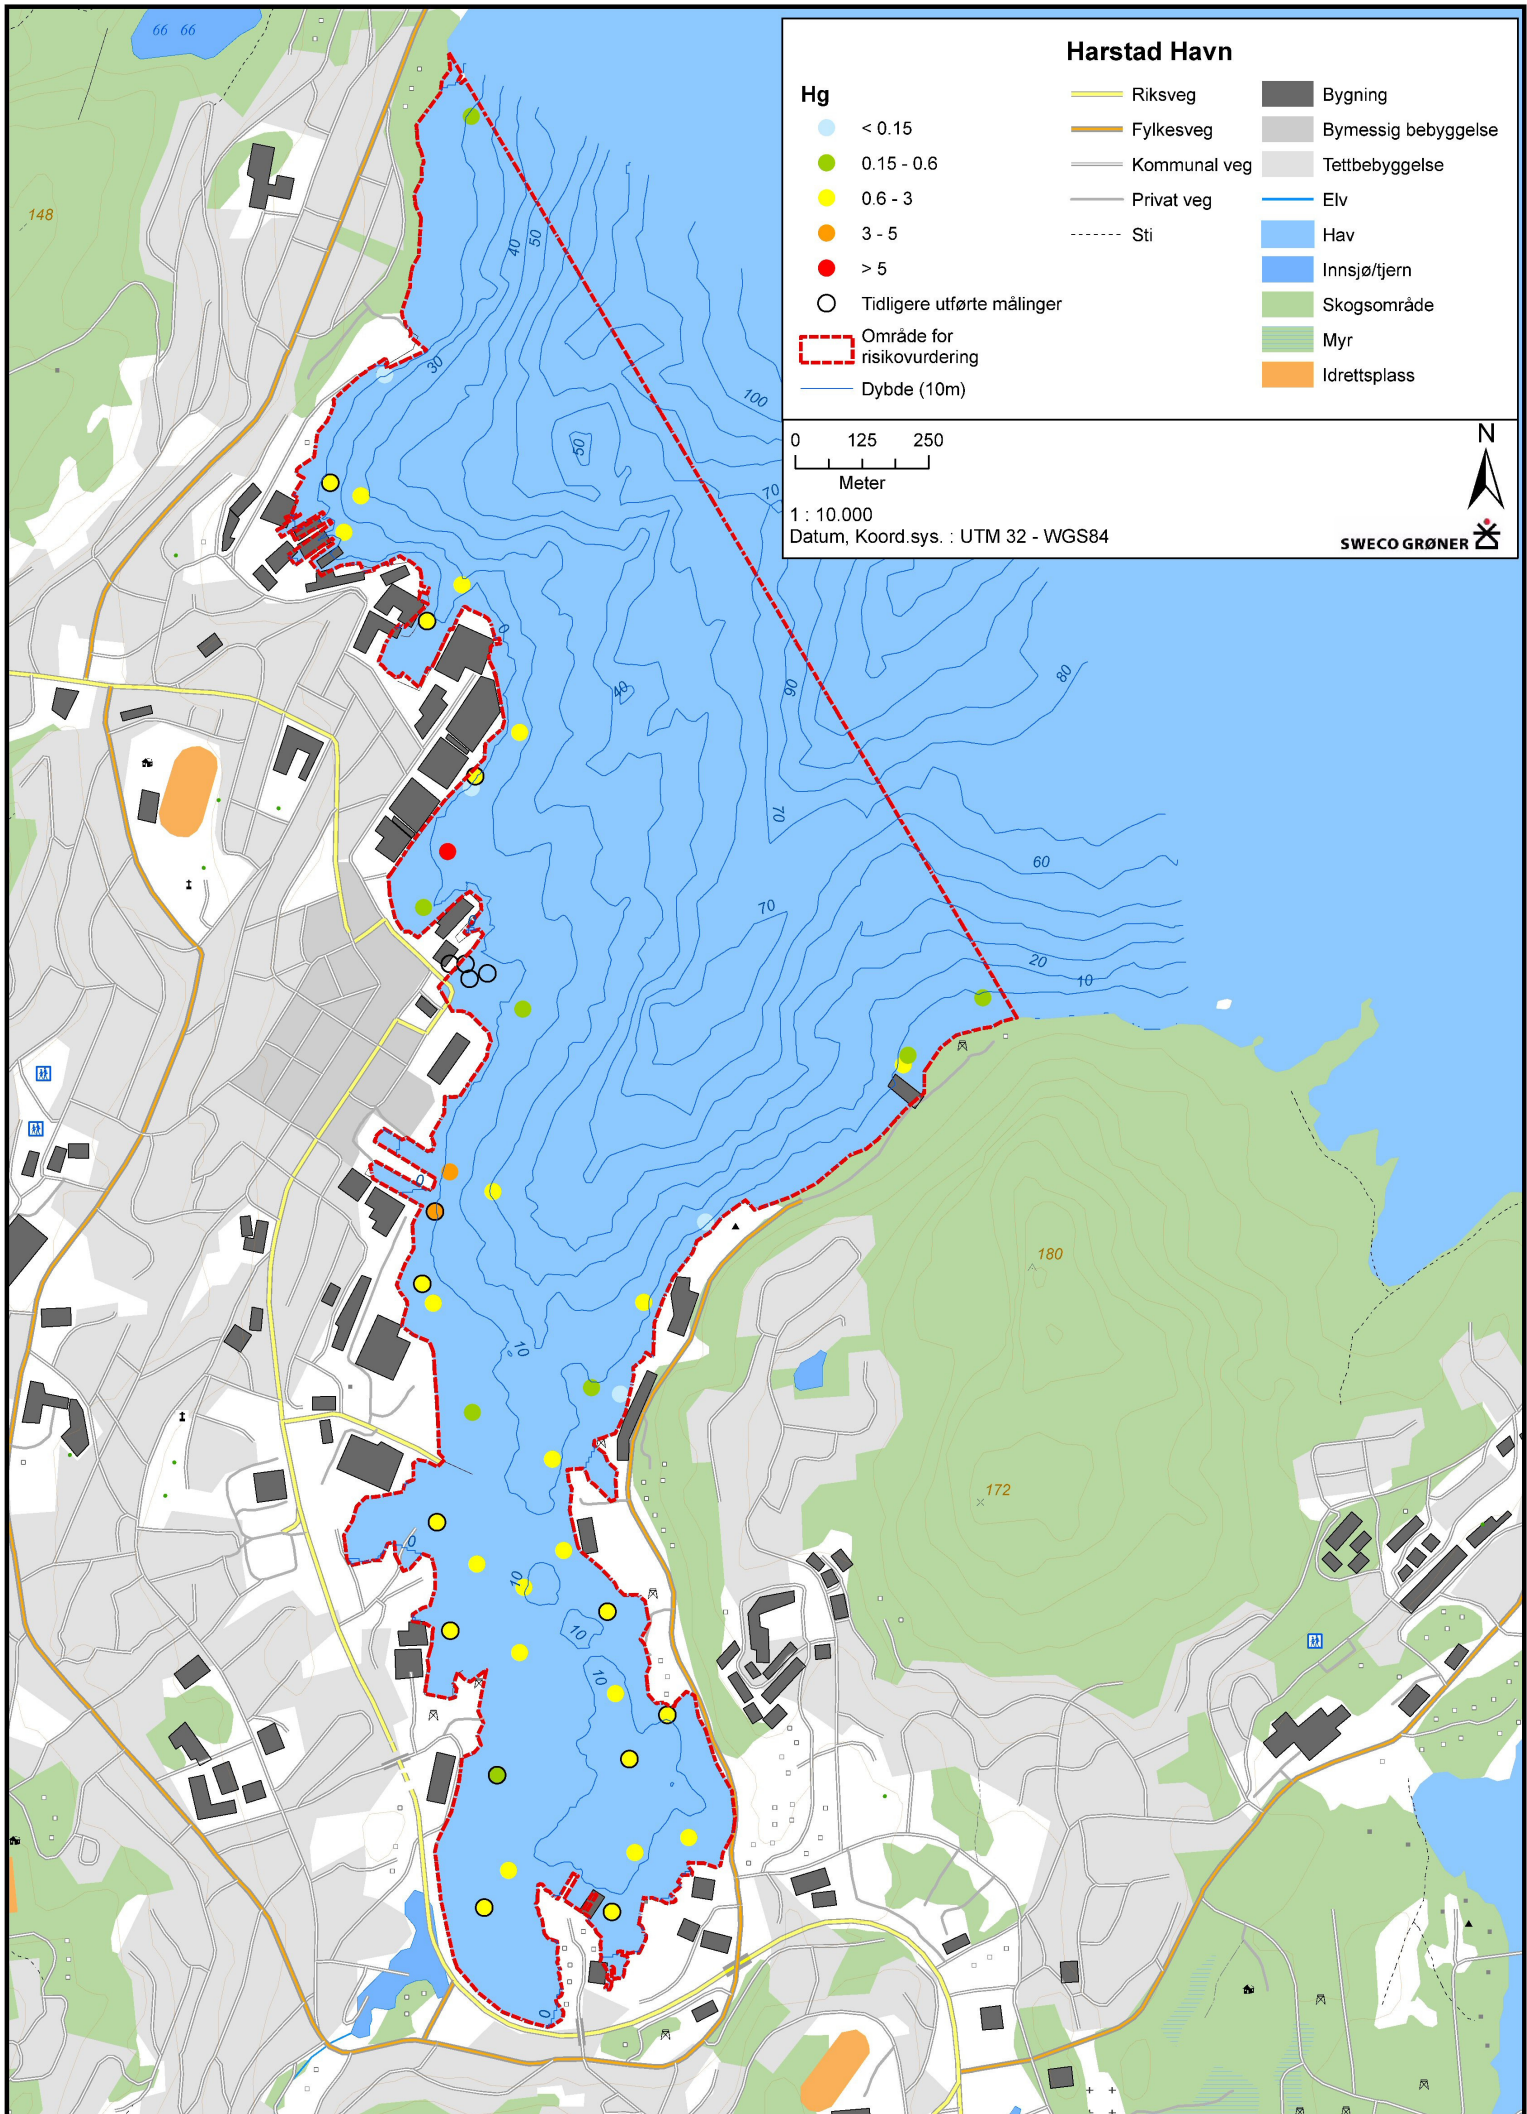 Harstad Havn
Hg
< 0.15
0.15 - 0.6
0.6 - 3
3 - 5
> 5
Tidligere utførte målinger
Område for
risikovurdering
Dybde (10m)
Riksveg
Fylkesveg
Kommunal veg
Privat veg
Sti
Bygning
Bymessig bebyggelse
Tettbebyggelse
Elv
Hav
Innsjø/tjern
Skogsområde
Myr
Idrettsplass
0 125 250
Meter
1 : 10.000
Datum, Koord.sys. : UTM 32 - WGS84
N
SWECO GRØNER
66 66
148
40
50
30
100
50
70
0
40
90
80
70
60
70
20
10
0
180
10
172
0
10
10
10
0